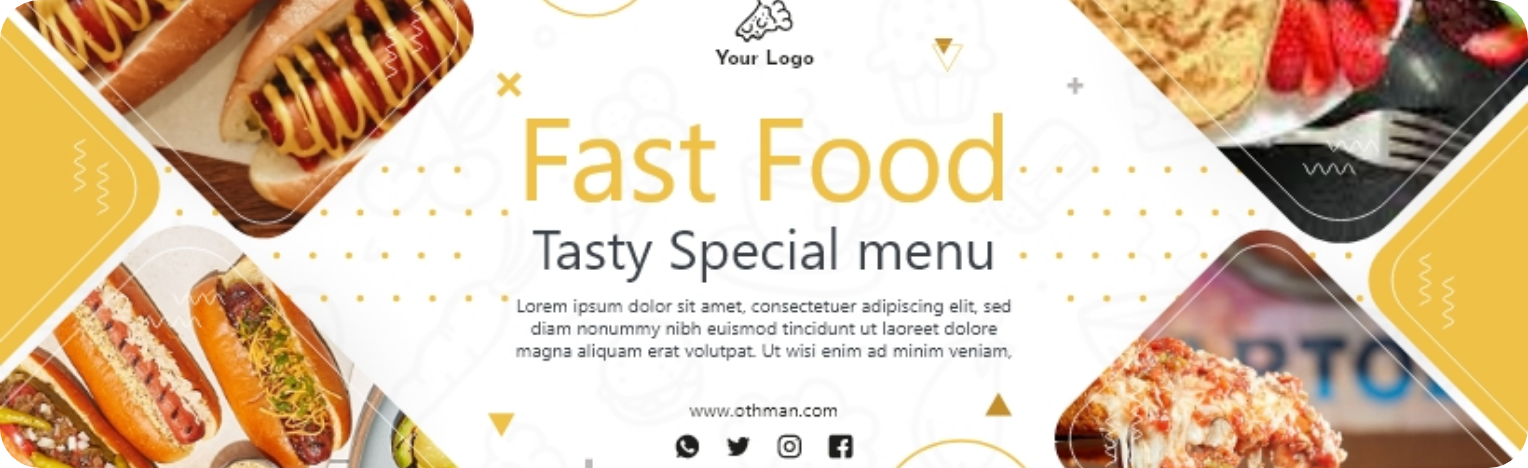 Your Logo
Fast Food
Tasty Special menu
Lorem ipsum dolor sit amet, consectetuer adipiscing elit, sed
diam nonummy nibh euismod tincidunt ut laoreet dolore
magna aliquam erat volutpat. Ut wisi enim ad minim veniam,
www.othman.com